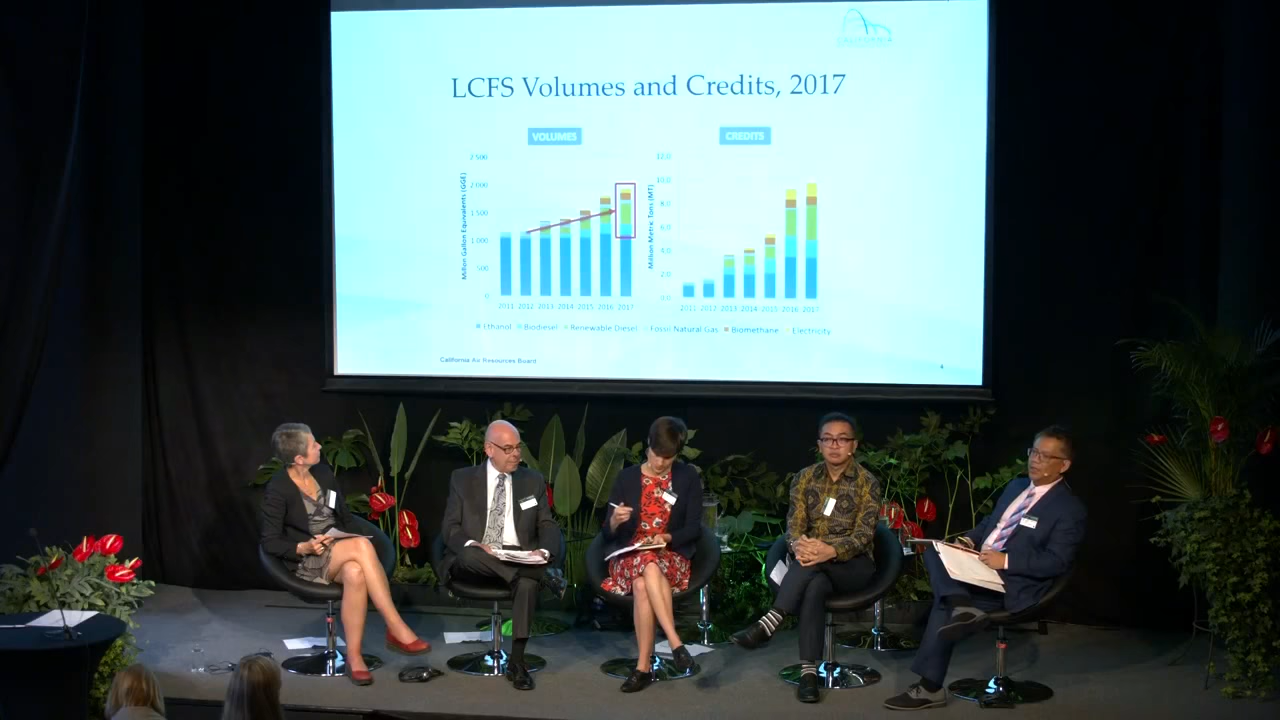 CALIFORNIA
LCFS Volumes and Credits, 2017
VOLUMES
CREDITS
Million Gallon Equivalents (GGE)
2,500
2,000
1,500
1,000
500
0
2011 2012 2013 2014 2015 2016 2017
Million Metric Tons (MT)
12.0
10.0
8.0
6.0
4.0
2.0
0.0
2011 2012 2013 2014 2015 2016 2017
Ethanol Biodiesel Renewable Diesel Fossil Natural Gas Biomethane Electricity
California Air Resources Board
4